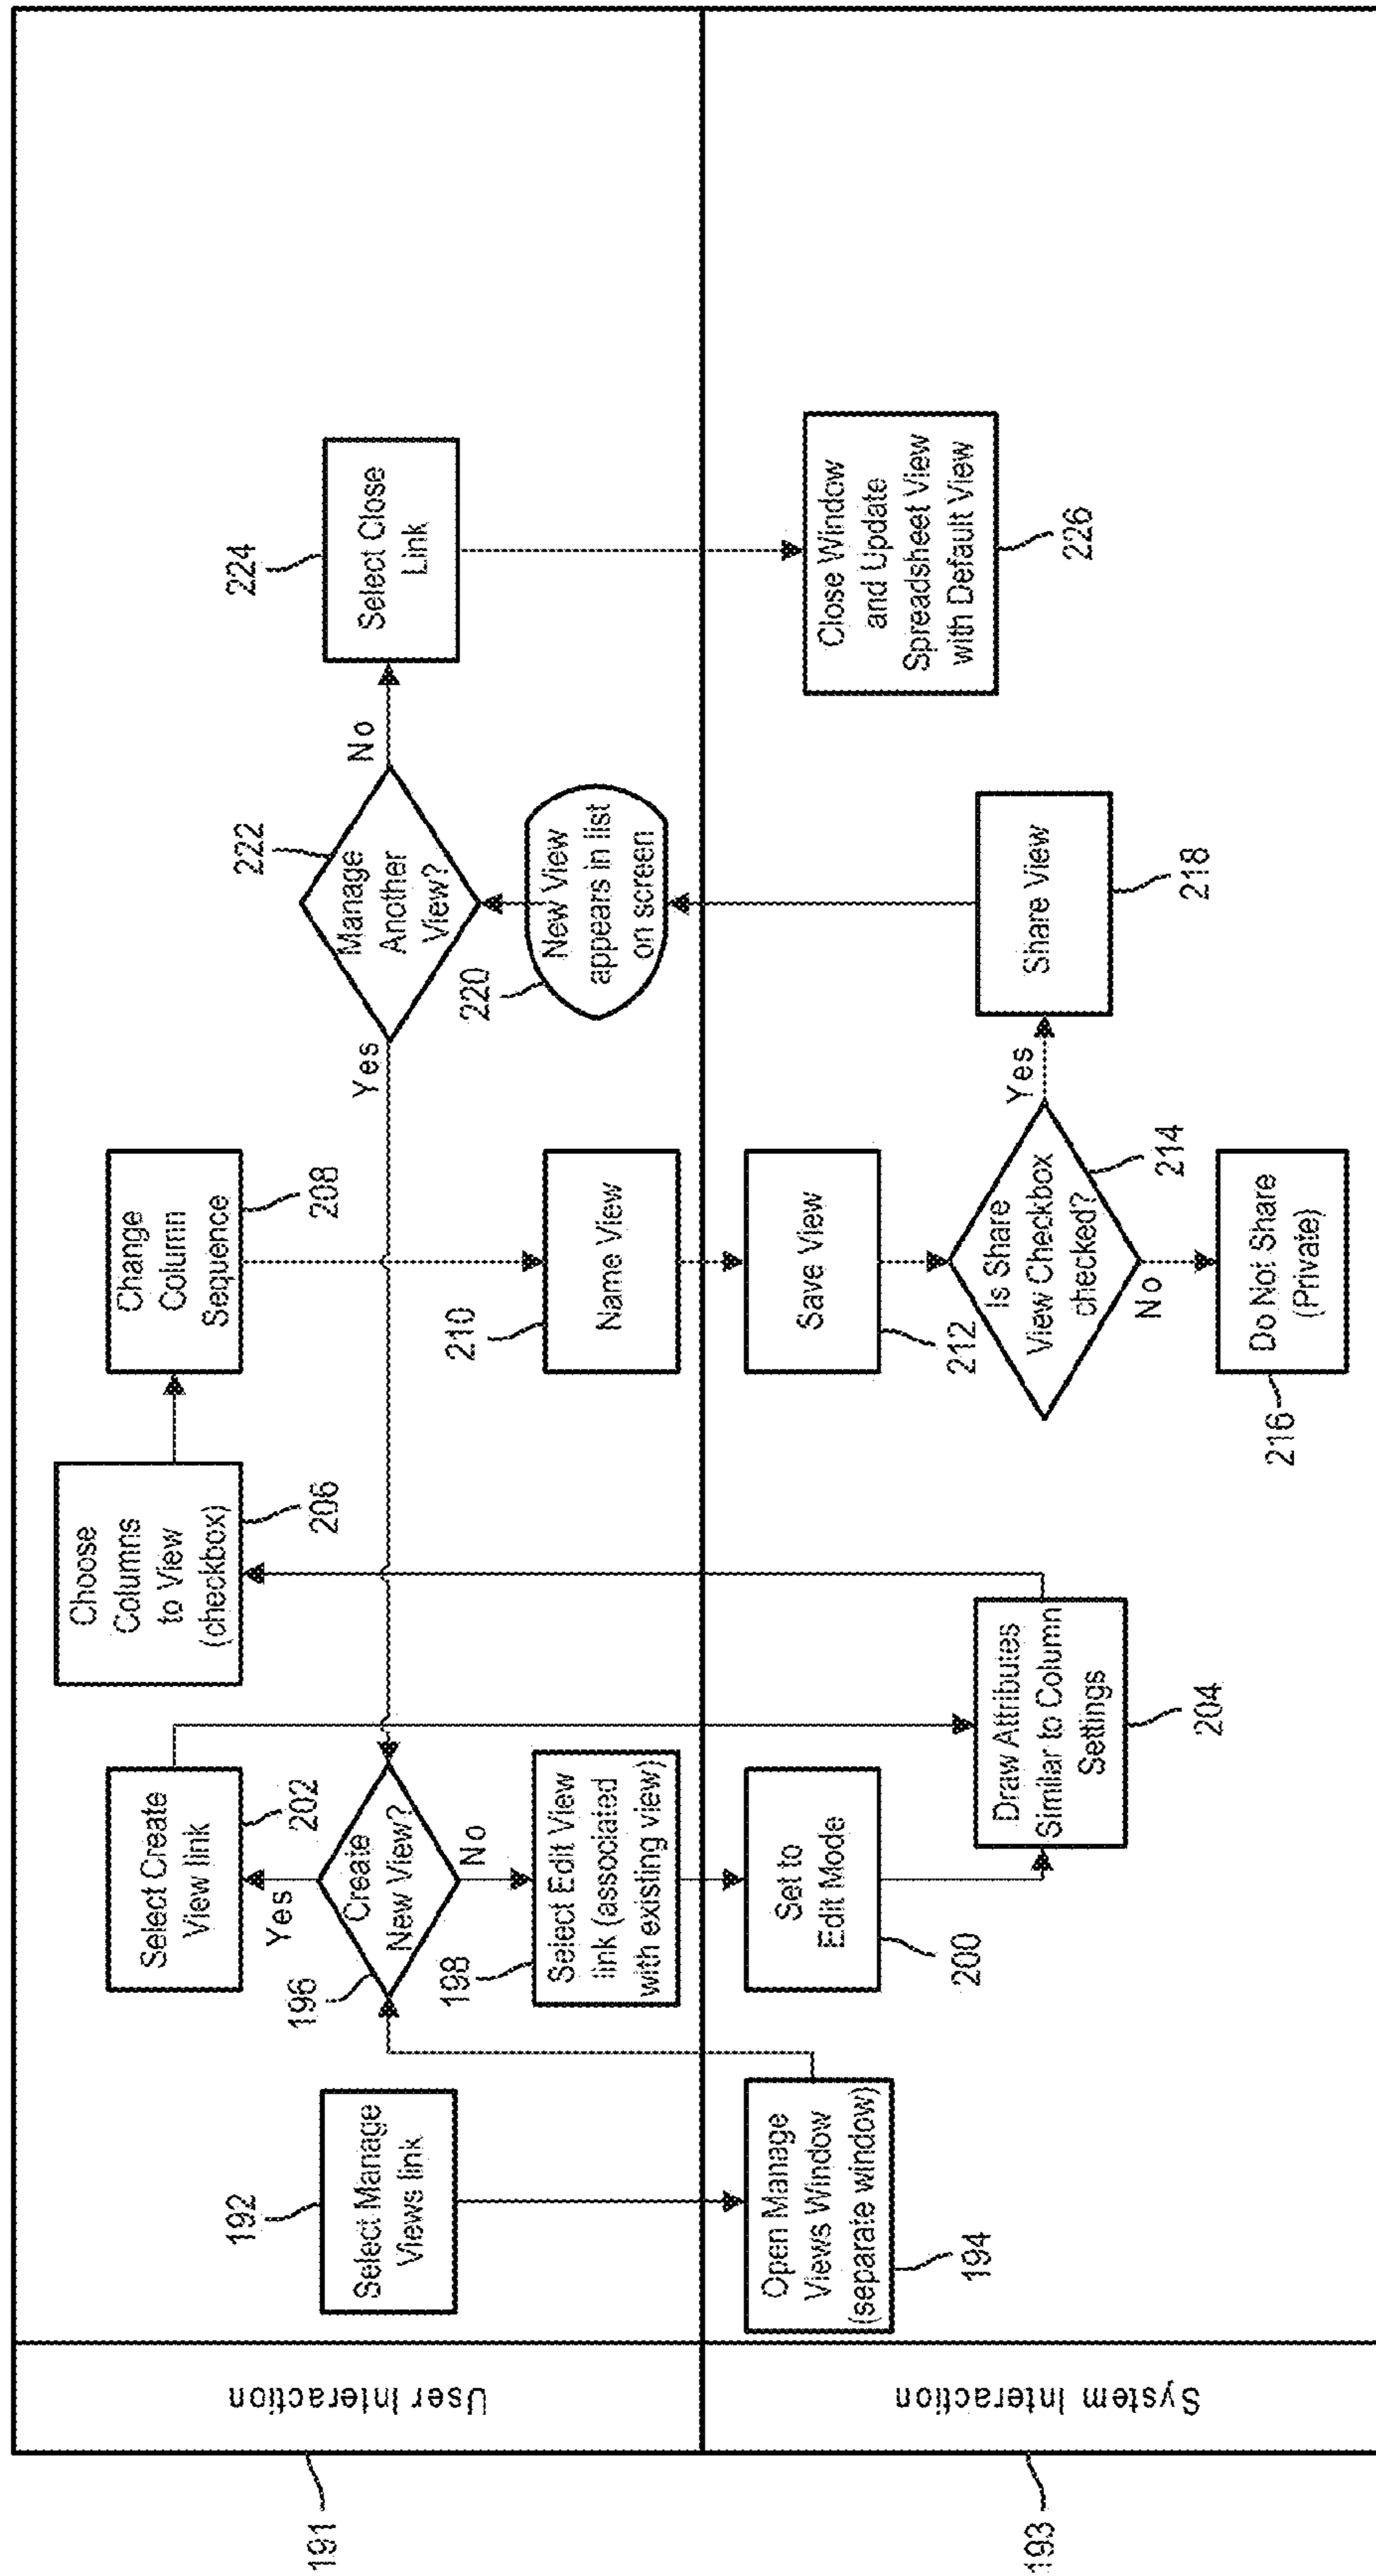 191
User Interaction
192
Select Manage
Views link
196
Create
New View?
Yes
No
202
Select Create
View link
198
Select Edit View
link (associated
with existing view)
Choose
Columns
to View
(checkbox)
206
Change
Column
Sequence
208
210
Name View
Yes
Manage
Another
View?
222
No
220
New View
appears in list
on screen
224
Select Close
Link
193
System Interaction
Open Manage
Views Window
(separate window)
194
Set to
Edit Mode
200
Draw Attributes
Similar to Column
Settings
204
Save View
212
Is Share
View Checkbox
checked?
214
Yes
No
216
Do Not Share
(Private)
Share View
218
Close Window
and Update
Spreadsheet View
with Default View
226